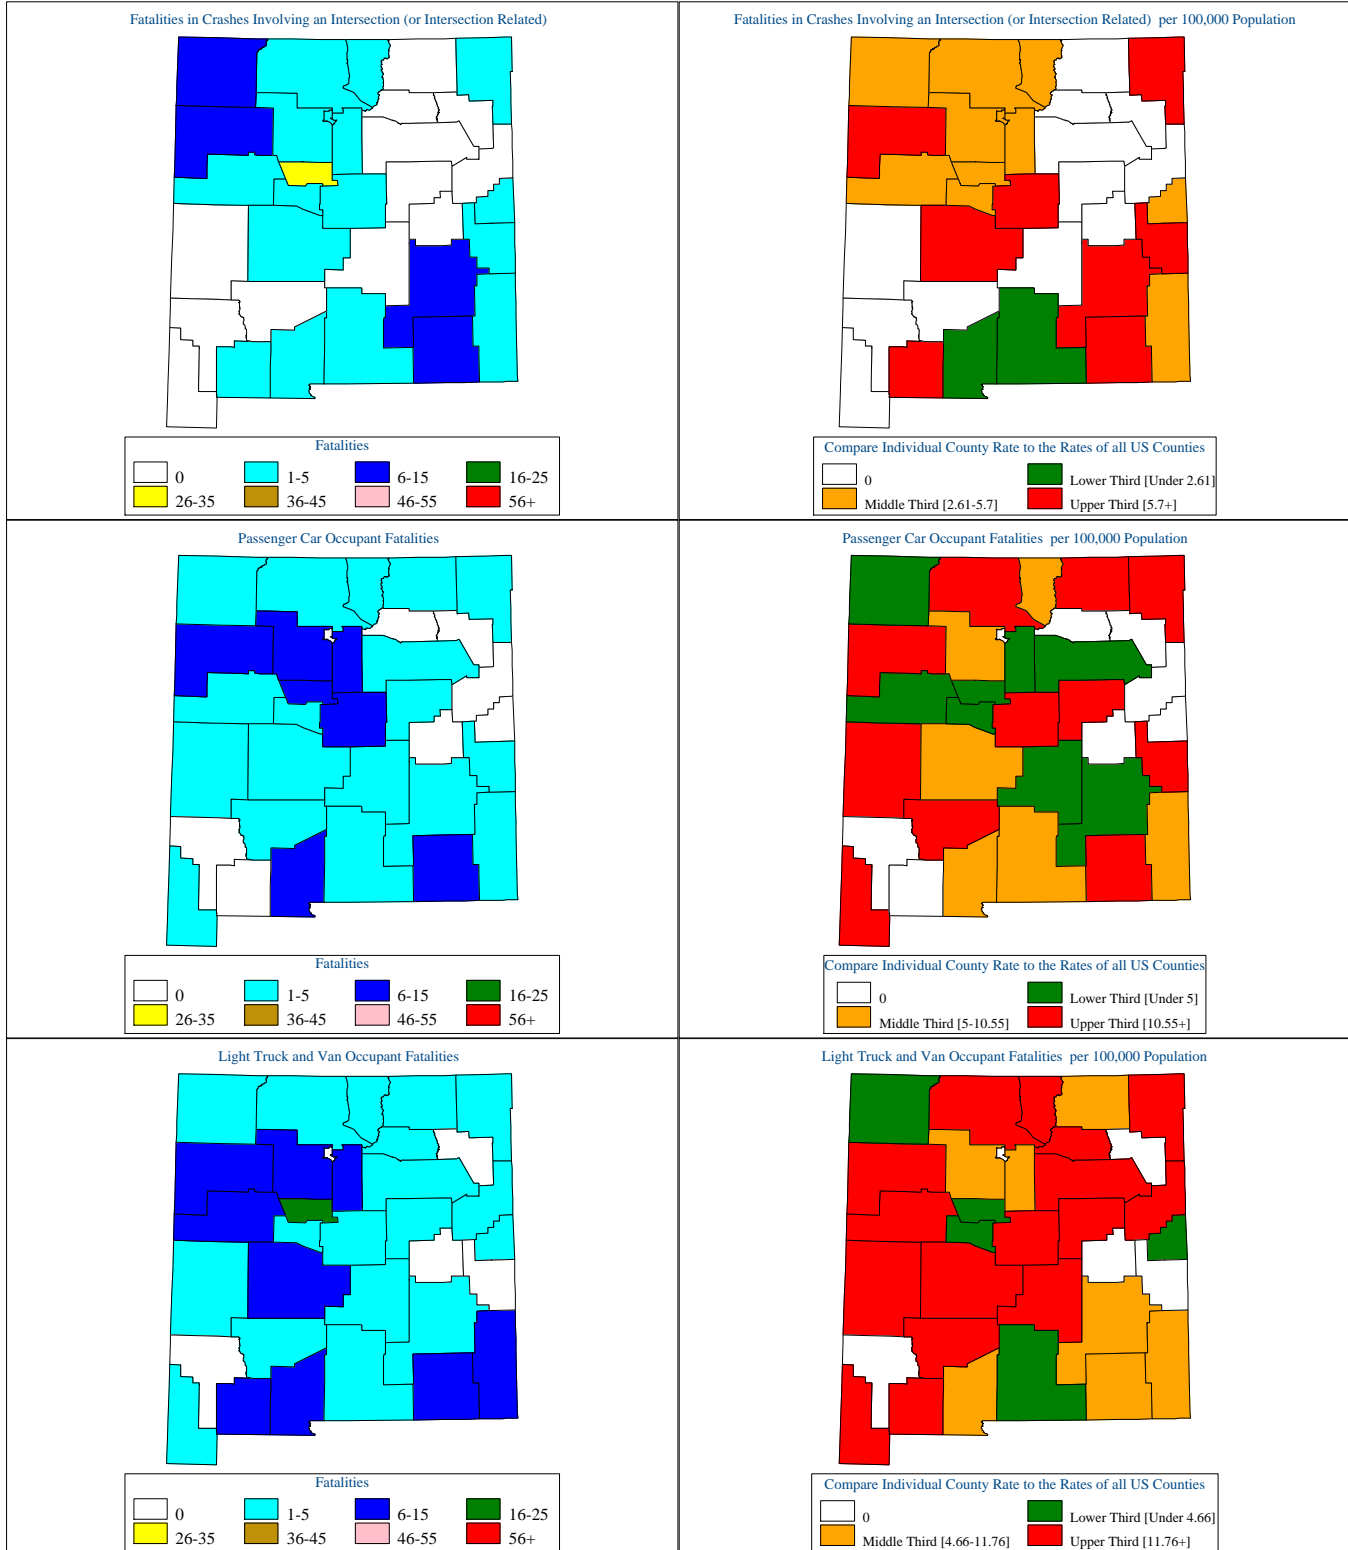 Fatalities in Crashes Involving an Intersection (or Intersection Related)
Fatalities
0
1-5
6-15
16-25
26-35
36-45
46-55
56+
Fatalities in Crashes Involving an Intersection (or Intersection Related) per 100,000 Population
Compare Individual County Rate to the Rates of all US Counties
0
Lower Third [Under 2.61]
Middle Third [2.61-5.7]
Upper Third [5.7+]
Passenger Car Occupant Fatalities
Fatalities
0
1-5
6-15
16-25
26-35
36-45
46-55
56+
Passenger Car Occupant Fatalities per 100,000 Population
Compare Individual County Rate to the Rates of all US Counties
0
Lower Third [Under 5]
Middle Third [5-10.55]
Upper Third [10.55+]
Light Truck and Van Occupant Fatalities
Fatalities
0
1-5
6-15
16-25
26-35
36-45
46-55
56+
Light Truck and Van Occupant Fatalities per 100,000 Population
Compare Individual County Rate to the Rates of all US Counties
0
Lower Third [Under 4.66]
Middle Third [4.66-11.76]
Upper Third [11.76+]